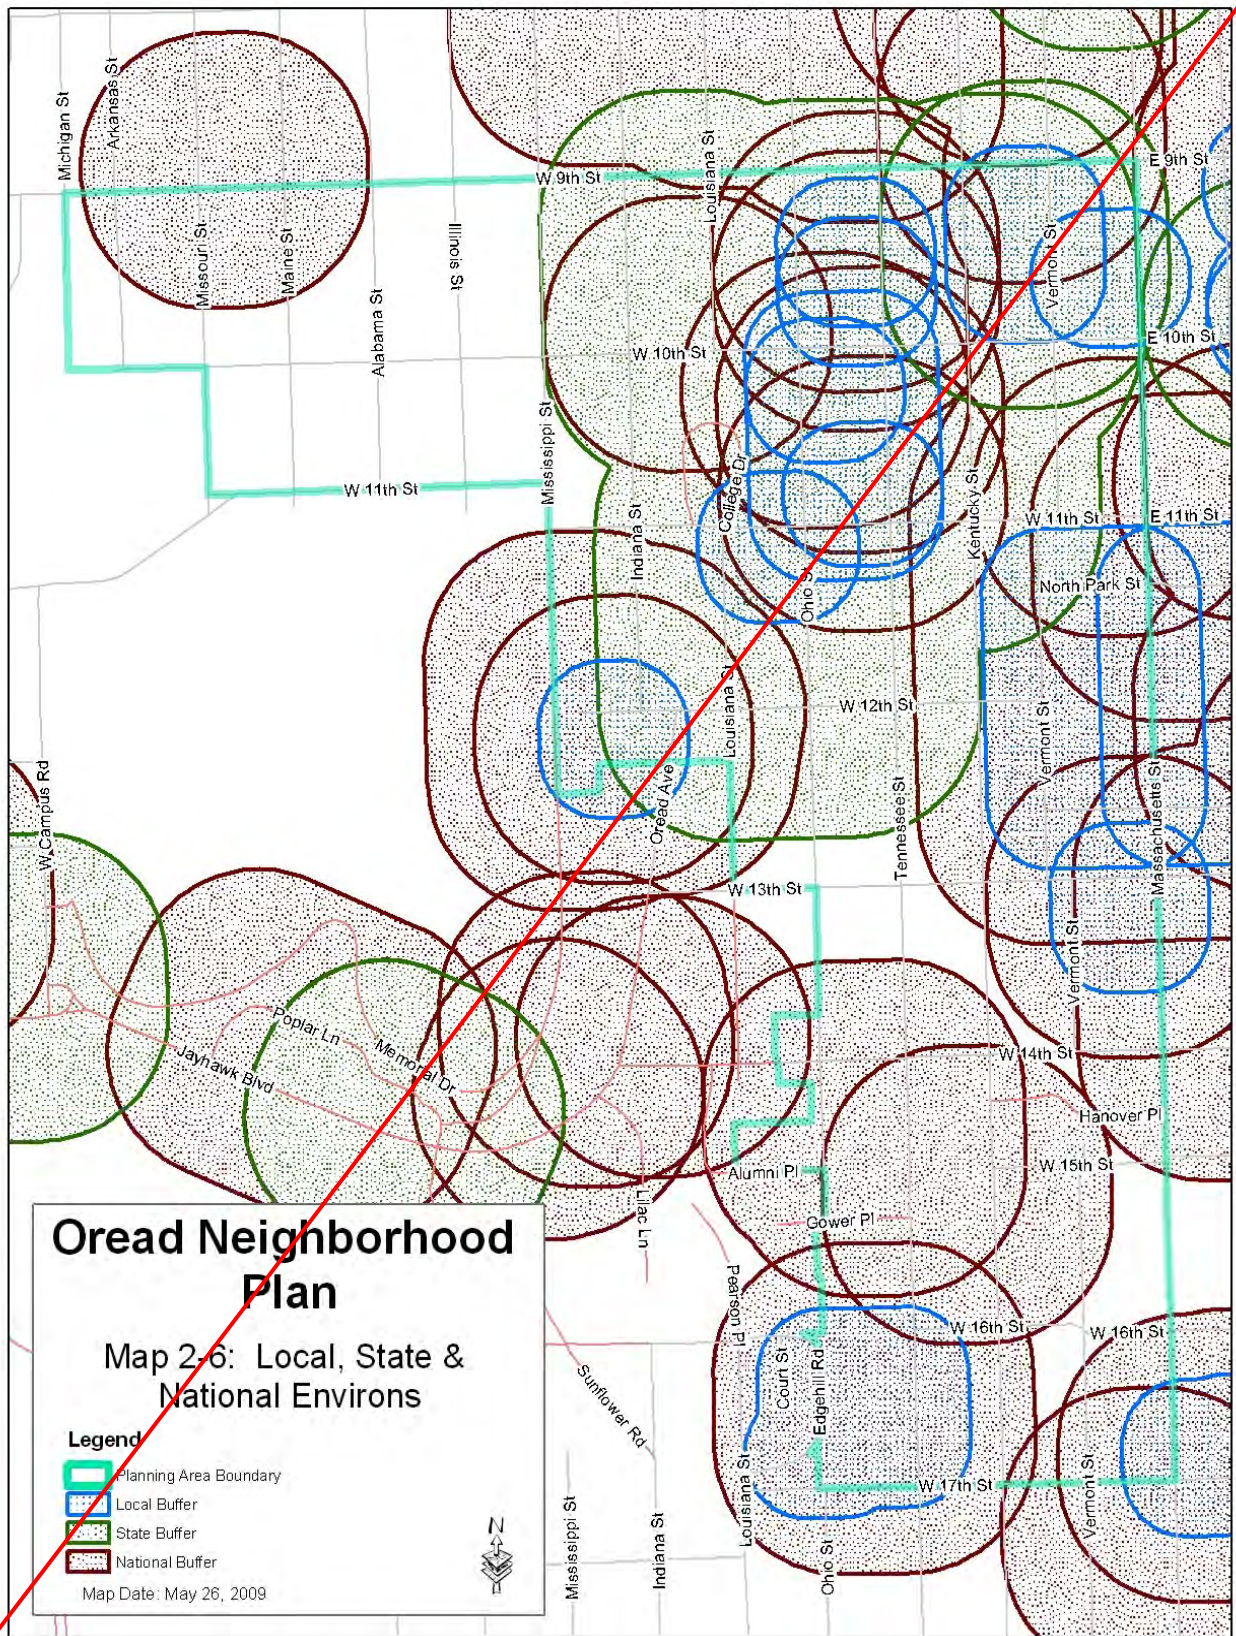 Michigan St
Arkansas St
E 9th St
W 9th St
Louisiana St
Missouri St
Maine St
Illinois St
Vermont St
Alabama St
W 10th St
E 10th St
Mississippi St
College Dr
Kentucky St
W 11th St
Indiana St
W 11th St
E 11th St
North Park St
Ohio St
Louisiana St
W 12th St
Vermont St
W Campus Rd
Oread Ave
Tennessee St
Massachusetts St
W 13th St
Vermont St
Poplar Ln
Jayhawk Blvd
Memorial Dr
W 14th St
Hanover Pl
W 15th St
Alumni Pl
Lilac Ln
Gower Pl
Pearson Pl
W 16th St
W 16th St
Court St
Edgehill Rd
Sunflower Rd
W 17th St
Louisiana St
Vermont St
Mississippi St
Indiana St
Ohio St
Oread Neighborhood
Plan
Map 2-6: Local, State &
National Environs
Legend
Planning Area Boundary
Local Buffer
State Buffer
National Buffer
Map Date: May 26, 2009
N